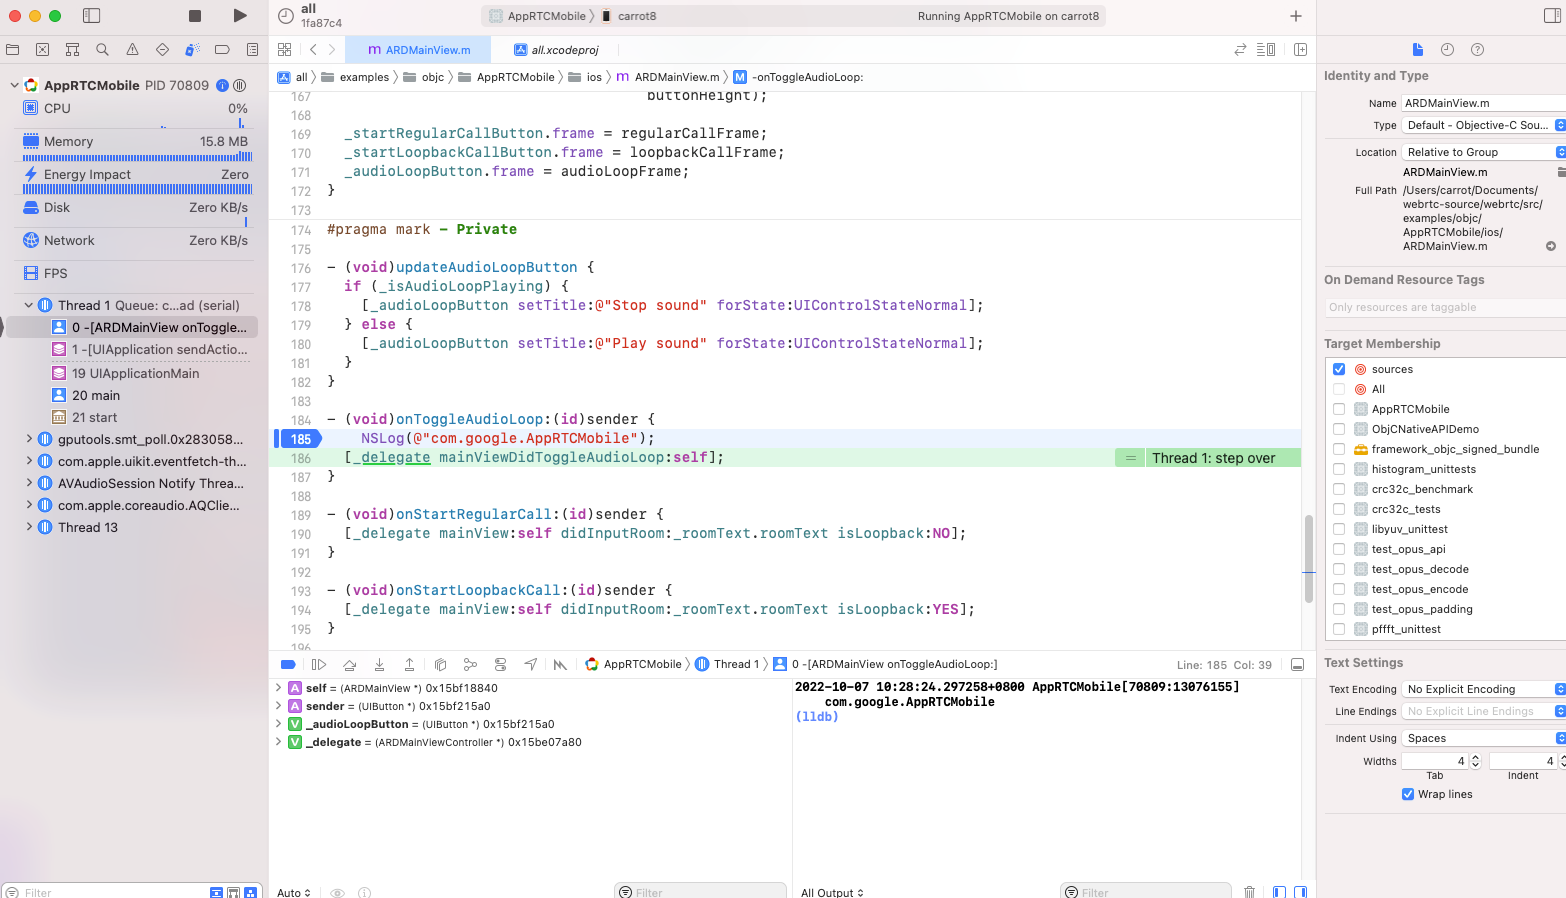 all
1fa87c4
AppRTCMobile
carrot8
Running AppRTCMobile on carrot8
m ARDMainView.m
all.xcodeproj
all
examples
objc
AppRTCMobile
ios
m ARDMainView.m
M -onToggleAudioLoop:
AppRTCMobile PID 70809
CPU 0%
Memory 15.8 MB
Energy Impact Zero
Disk Zero KB/s
Network Zero KB/s
FPS
Thread 1 Queue: c...ad (serial)
0 -[ARDMainView onToggle...
1 -[UIApplication sendActio...
19 UIApplicationMain
20 main
21 start
gputools.smt_poll.0x283058...
com.apple.uikit.eventfetch-th...
AVAudioSession Notify Threa...
com.apple.coreaudio.AQClie...
Thread 13
Filter
167 buttonHeight);
168
169 _startRegularCallButton.frame = regularCallFrame;
170 _startLoopbackCallButton.frame = loopbackCallFrame;
171 _audioLoopButton.frame = audioLoopFrame;
172 }
173
174 #pragma mark - Private
175
176 - (void)updateAudioLoopButton {
177 if (_isAudioLoopPlaying) {
178 [_audioLoopButton setTitle:@"Stop sound" forState:UIControlStateNormal];
179 } else {
180 [_audioLoopButton setTitle:@"Play sound" forState:UIControlStateNormal];
181 }
182 }
183
184 - (void)onToggleAudioLoop:(id)sender {
185 NSLog(@"com.google.AppRTCMobile");
186 [_delegate mainViewDidToggleAudioLoop:self]; = Thread 1: step over
187 }
188
189 - (void)onStartRegularCall:(id)sender {
190 [_delegate mainView:self didInputRoom:_roomText.roomText isLoopback:NO];
191 }
192
193 - (void)onStartLoopbackCall:(id)sender {
194 [_delegate mainView:self didInputRoom:_roomText.roomText isLoopback:YES];
195 }
196
AppRTCMobile
Thread 1
0 -[ARDMainView onToggleAudioLoop:]
Line: 185 Col: 39
A self = (ARDMainView *) 0x15bf18840
A sender = (UIButton *) 0x15bf215a0
V _audioLoopButton = (UIButton *) 0x15bf215a0
V _delegate = (ARDMainViewController *) 0x15be07a80
Auto
Filter
2022-10-07 10:28:24.297258+0800 AppRTCMobile[70809:13076155]
com.google.AppRTCMobile
(lldb)
All Output
Filter
Identity and Type
Name ARDMainView.m
Type Default - Objective-C Sou...
Location Relative to Group
ARDMainView.m
Full Path /Users/carrot/Documents/
webrtc-source/webrtc/src/
examples/objc/
AppRTCMobile/ios/
ARDMainView.m
On Demand Resource Tags
Only resources are taggable
Target Membership
sources
All
AppRTCMobile
ObjCNativeAPIDemo
framework_objc_signed_bundle
histogram_unittests
crc32c_benchmark
crc32c_tests
libyuv_unittest
test_opus_api
test_opus_decode
test_opus_encode
test_opus_padding
pffft_unittest
Text Settings
Text Encoding No Explicit Encoding
Line Endings No Explicit Line Endings
Indent Using Spaces
Widths 4 4
Tab Indent
Wrap lines